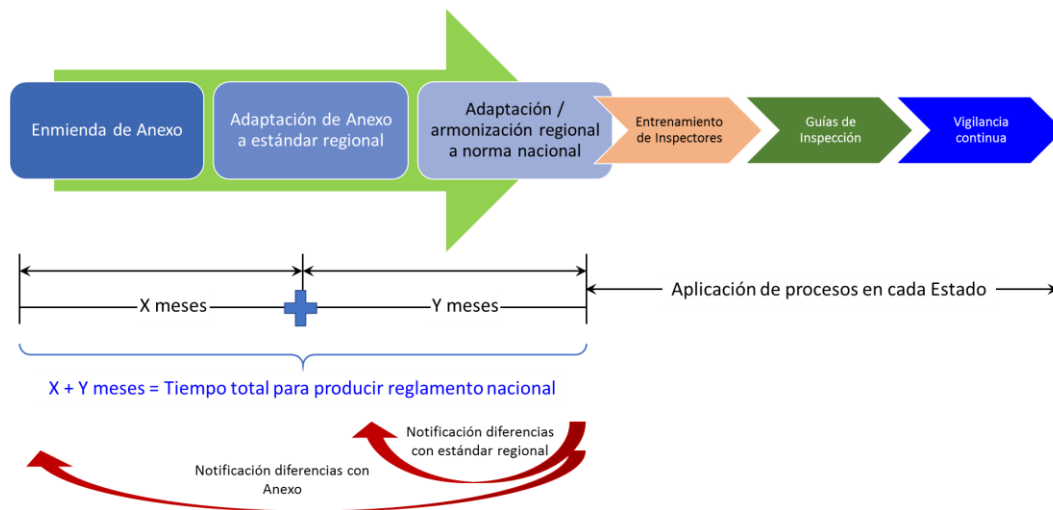 Enmienda de Anexo
Adaptación de Anexo
a estándar regional
Adaptación /
armonización regional
a norma nacional
Entrenamiento
de Inspectores
Guías de
Inspección
Vigilancia
continua
X meses
Y meses
Aplicación de procesos en cada Estado
X + Y meses = Tiempo total para producir reglamento nacional
Notificación diferencias
con estándar regional
Notificación diferencias con
Anexo